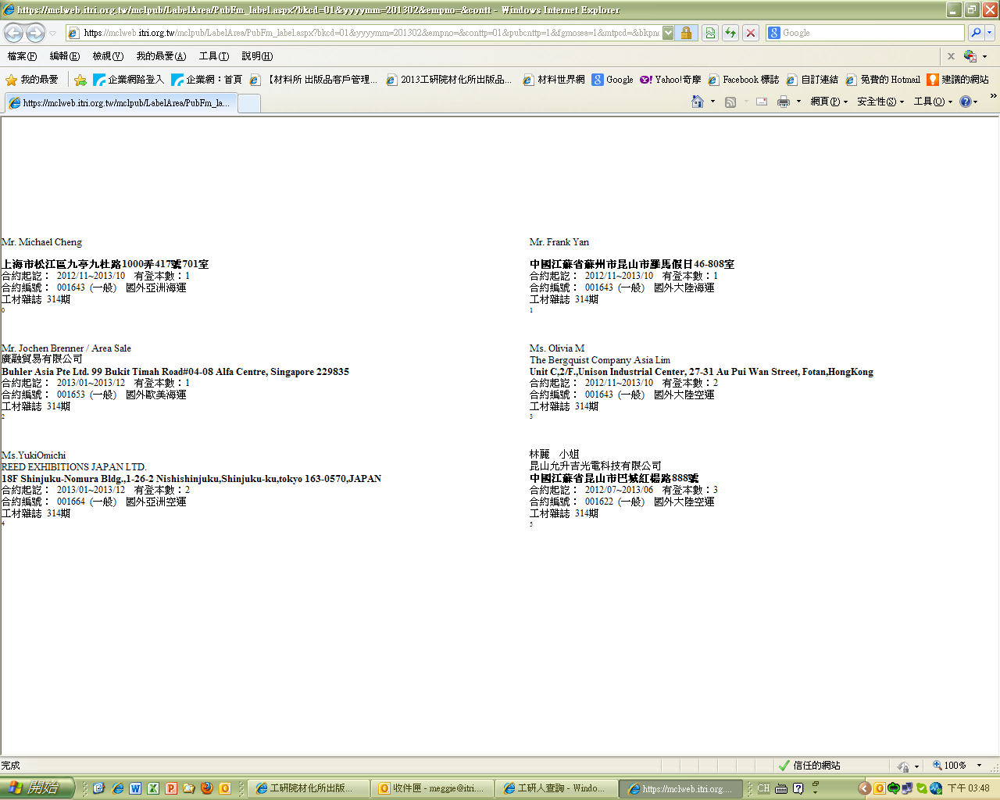 https://mclweb.itri.org.tw/mclpub/LabelArea/PubFm_label.aspx?bkcd=01&yyyymm=201302&empno=&contt - Windows Internet Explorer
https://mclweb.itri.org.tw/mclpub/LabelArea/PubFm_label.aspx?bkcd=01&yyyymm=201302&empno=&conttp=01&pubcnttp=1&fgmosea=1&mtpcd=&bkpno
Google
檔案(F) 編輯(E) 檢視(V) 我的最愛(A) 工具(T) 說明(H)
我的最愛 企業網路登入 企業網：首頁 【材料所 出版品客戶管理... 2013工研院材化所出版品... 材料世界網 Google Yahoo!奇摩 Facebook 標誌 自訂連結 免費的 Hotmail 建議的網站
https://mclweb.itri.org.tw/mclpub/LabelArea/PubFm_la... 網頁(P) 安全性(S) 工具(O)
Mr. Michael Cheng
上海市松江區九亭九杜路1000弄417號701室
合約起訖： 2012/11~2013/10 有登本數：1
合約編號： 001643 (一般) 國外亞洲海運
工材雜誌 314期
0
Mr. Frank Yan
中國江蘇省蘇州市昆山市羅馬假日46-808室
合約起訖： 2012/11~2013/10 有登本數：1
合約編號： 001643 (一般) 國外大陸海運
工材雜誌 314期
1
Mr. Jochen Brenner / Area Sale
廣融貿易有限公司
Buhler Asia Pte Ltd. 99 Bukit Timah Road#04-08 Alfa Centre, Singapore 229835
合約起訖： 2013/01~2013/12 有登本數：1
合約編號： 001653 (一般) 國外歐美海運
工材雜誌 314期
2
Ms. Olivia M
The Bergquist Company Asia Lim
Unit C,2/F.,Unison Industrial Center, 27-31 Au Pui Wan Street, Fotan,HongKong
合約起訖： 2012/11~2013/10 有登本數：2
合約編號： 001643 (一般) 國外大陸空運
工材雜誌 314期
3
Ms.YukiOmichi
REED EXHIBITIONS JAPAN LTD.
18F Shinjuku-Nomura Bldg.,1-26-2 Nishishinjuku,Shinjuku-ku,tokyo 163-0570,JAPAN
合約起訖： 2013/01~2013/12 有登本數：2
合約編號： 001664 (一般) 國外亞洲空運
工材雜誌 314期
4
林麗 小姐
昆山允升吉光電科技有限公司
中國江蘇省昆山市巴城紅楊路888號
合約起訖： 2012/07~2013/06 有登本數：3
合約編號： 001622 (一般) 國外大陸空運
工材雜誌 314期
5
完成 信任的網站 100%
開始 工研院材化所出版... 收件匣 - meggie@itri.... 工研人查詢 - Windo... https://mclweb.itri.org.... CH 下午 03:48